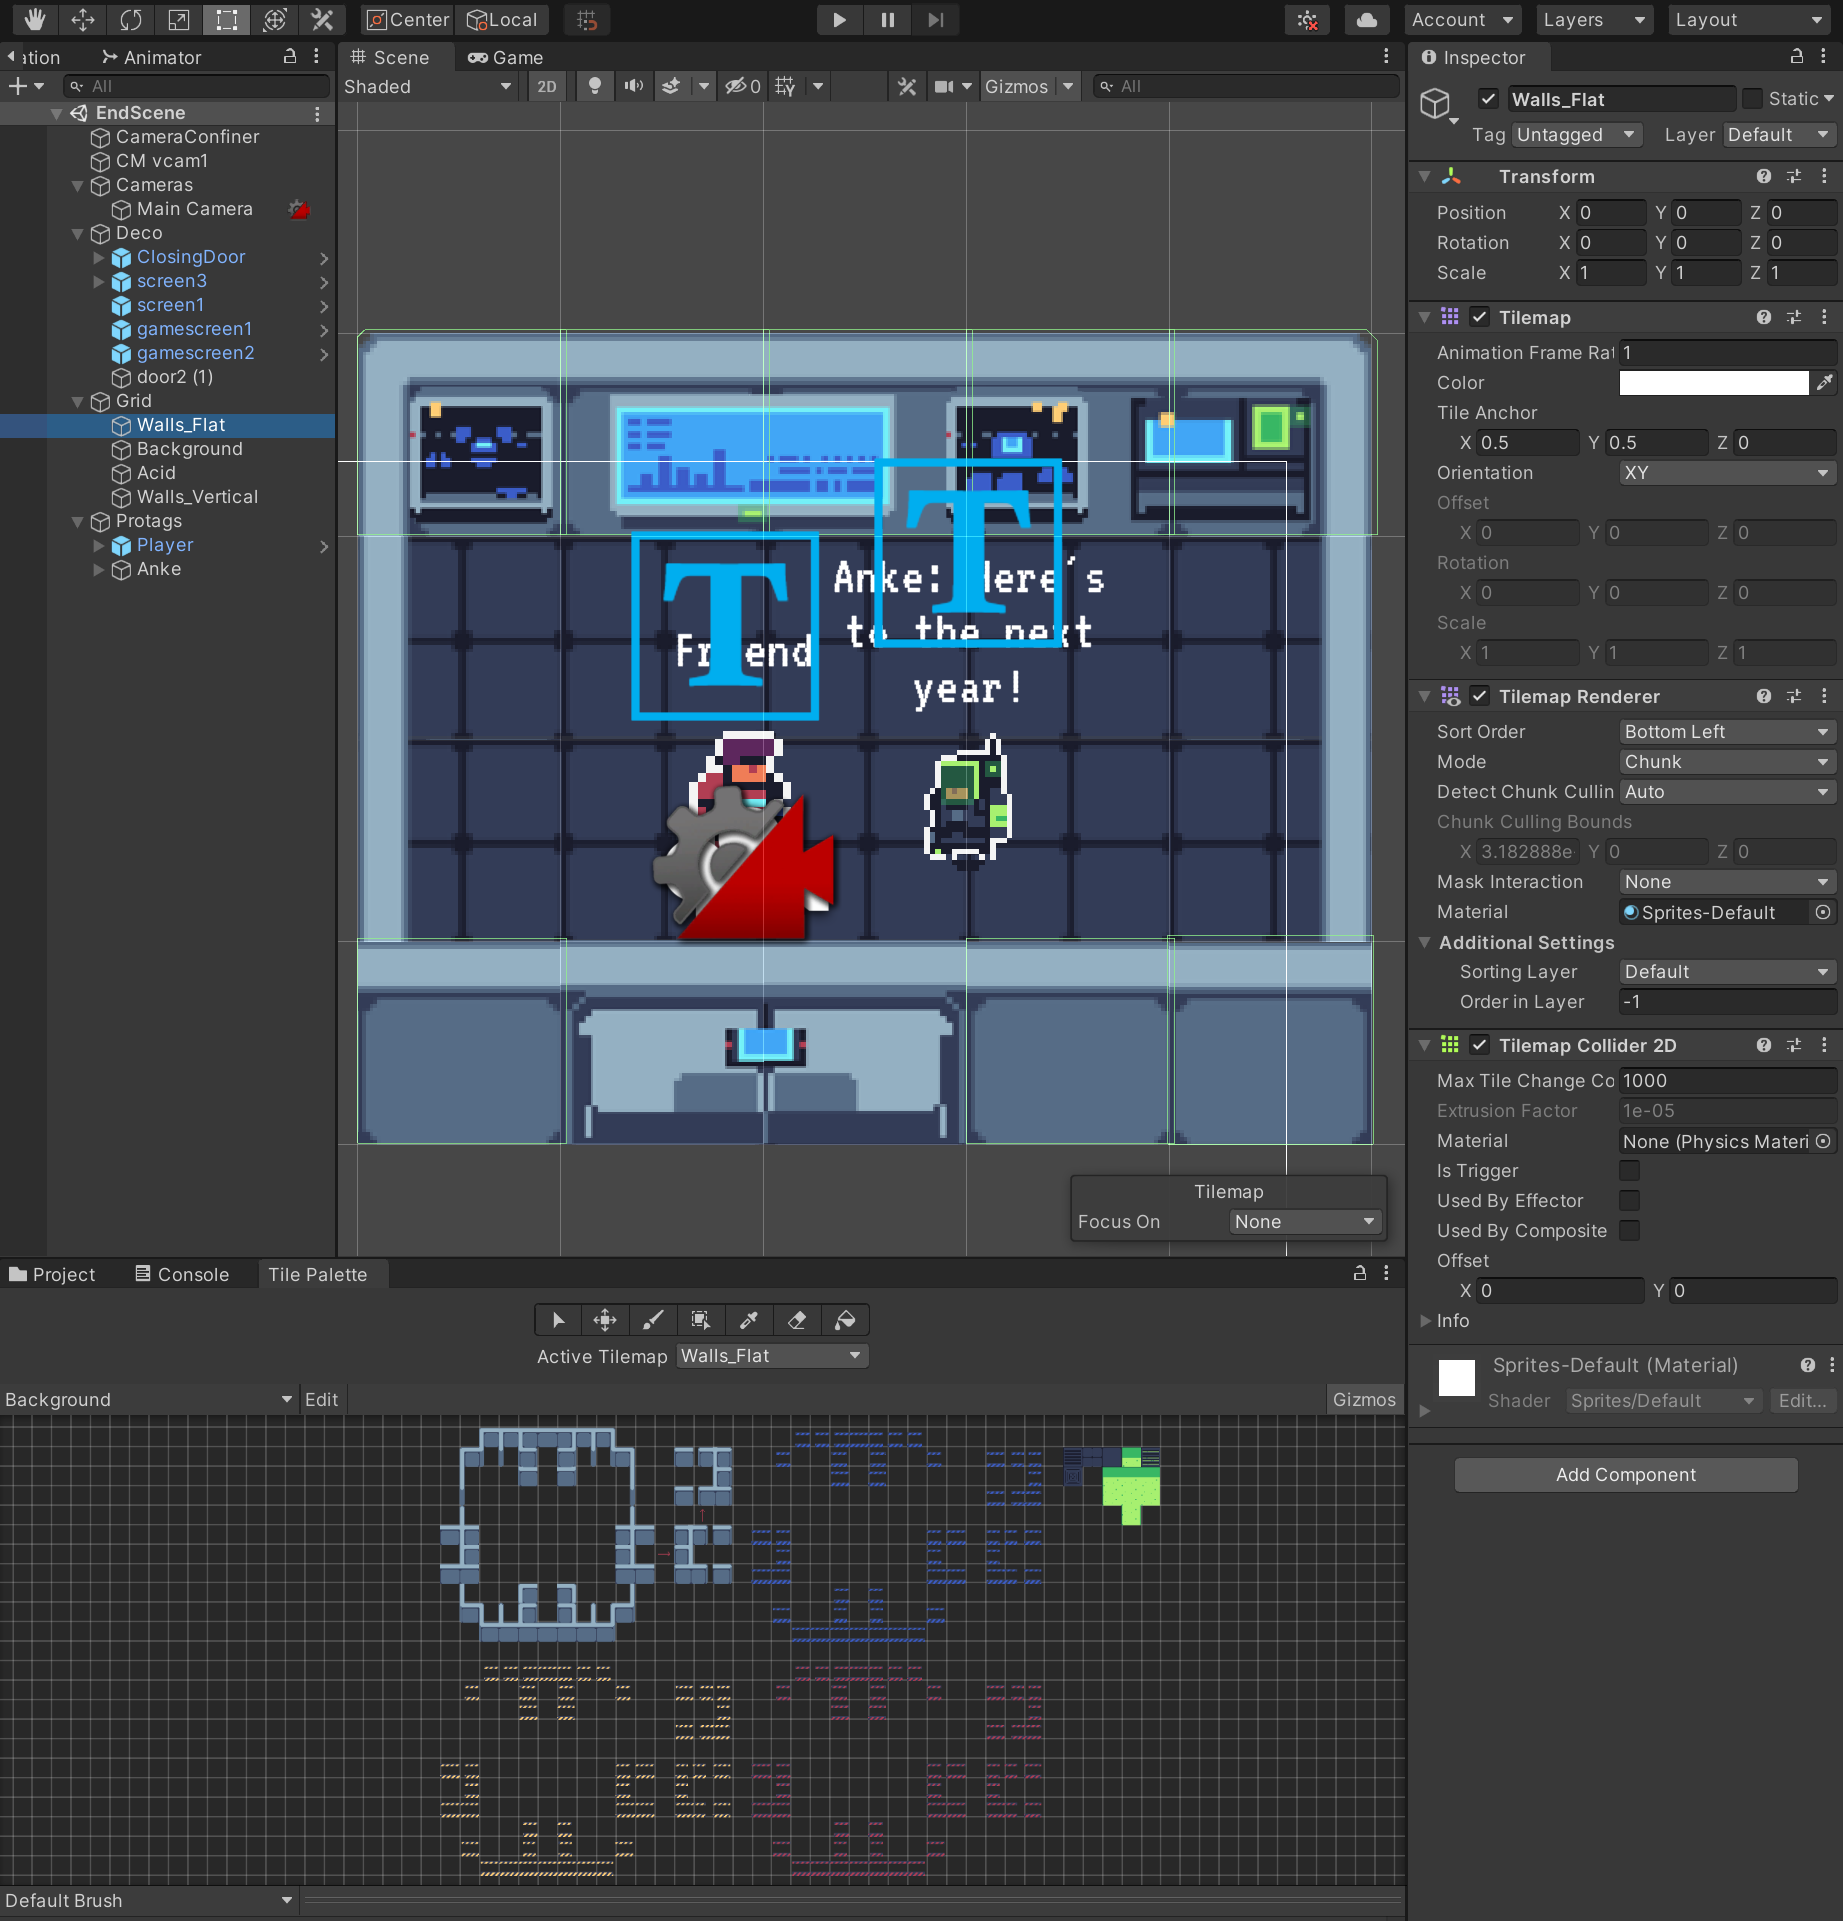 Center
Local
Account
Layers
Layout
ation
Animator
Scene
Game
Inspector
All
Shaded
2D
0
Gizmos
All
Walls_Flat
Static
Tag
Untagged
Layer
Default
EndScene
CameraConfiner
CM vcam1
Cameras
Main Camera
Deco
ClosingDoor
screen3
screen1
gamescreen1
gamescreen2
door2 (1)
Grid
Walls_Flat
Background
Acid
Walls_Vertical
Protags
Player
Anke
T
T
Friend
Anke: Here's
to the next
year!
Tilemap
Focus On
None
Transform
Position X 0 Y 0 Z 0
Rotation X 0 Y 0 Z 0
Scale X 1 Y 1 Z 1
Tilemap
Animation Frame Rat 1
Color
Tile Anchor
X 0.5 Y 0.5 Z 0
Orientation XY
Offset
X 0 Y 0 Z 0
Rotation
X 0 Y 0 Z 0
Scale
X 1 Y 1 Z 1
Tilemap Renderer
Sort Order Bottom Left
Mode Chunk
Detect Chunk Cullin Auto
Chunk Culling Bounds
X 3.182888e Y 0 Z 0
Mask Interaction None
Material Sprites-Default
Additional Settings
Sorting Layer Default
Order in Layer -1
Tilemap Collider 2D
Max Tile Change Co 1000
Extrusion Factor 1e-05
Material None (Physics Materi
Is Trigger
Used By Effector
Used By Composite
Offset
X 0 Y 0
Info
Sprites-Default (Material)
Shader Sprites/Default Edit...
Add Component
Project
Console
Tile Palette
Active Tilemap Walls_Flat
Background
Edit
Gizmos
Default Brush